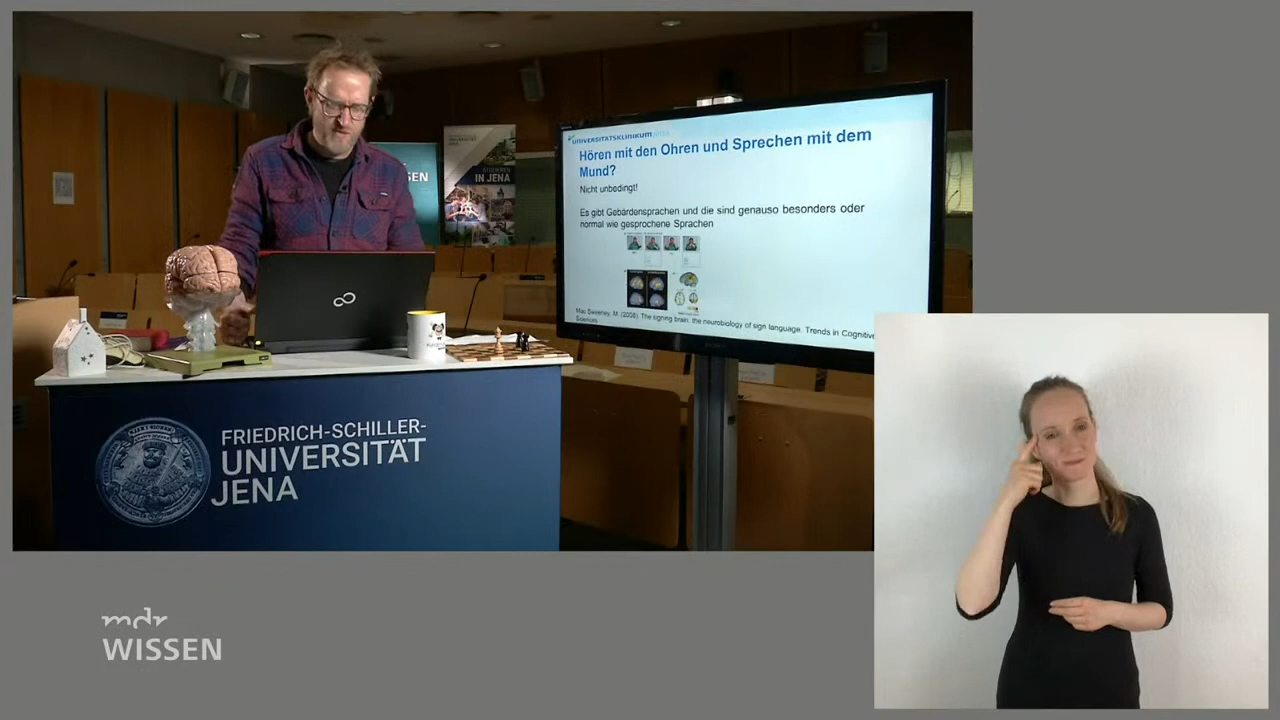 UNIVERSITÄTSKLINIKUM jena
Hören mit den Ohren und Sprechen mit dem
Mund?
Nicht unbedingt!
Es gibt Gebärdensprachen und die sind genauso besonders oder
normal wie gesprochene Sprachen
Mac Sweeney, M. (2008). The signing brain: the neurobiology of sign language. Trends in Cognitive
Sciences
IN JENA
FRIEDRICH-SCHILLER-
UNIVERSITÄT
JENA
mdr
WISSEN